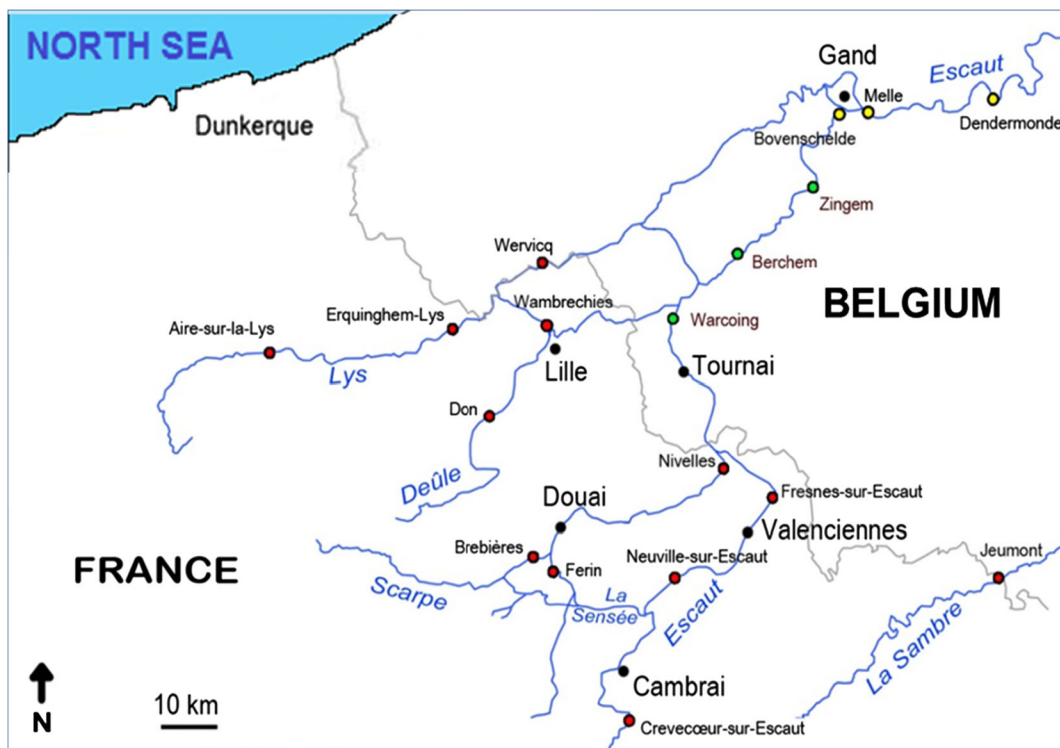 NORTH SEA
Gand
Escaut
Melle
Dunkerque
Dendermonde
Bovenschelde
Zingem
Wervicq
Berchem
BELGIUM
Wambrechies
Erquinghem-Lys
Warcoing
Aire-sur-la-Lys
Lys
Lille
Tournai
Don
Nivelles
Deûle
Fresnes-sur-Escaut
Douai
Valenciennes
Brebières
Neuville-sur-Escaut
Jeumont
FRANCE
Ferin
Scarpe
La
Sensée
Escaut
La Sambre
Cambrai
10 km
N
Crevecœur-sur-Escaut